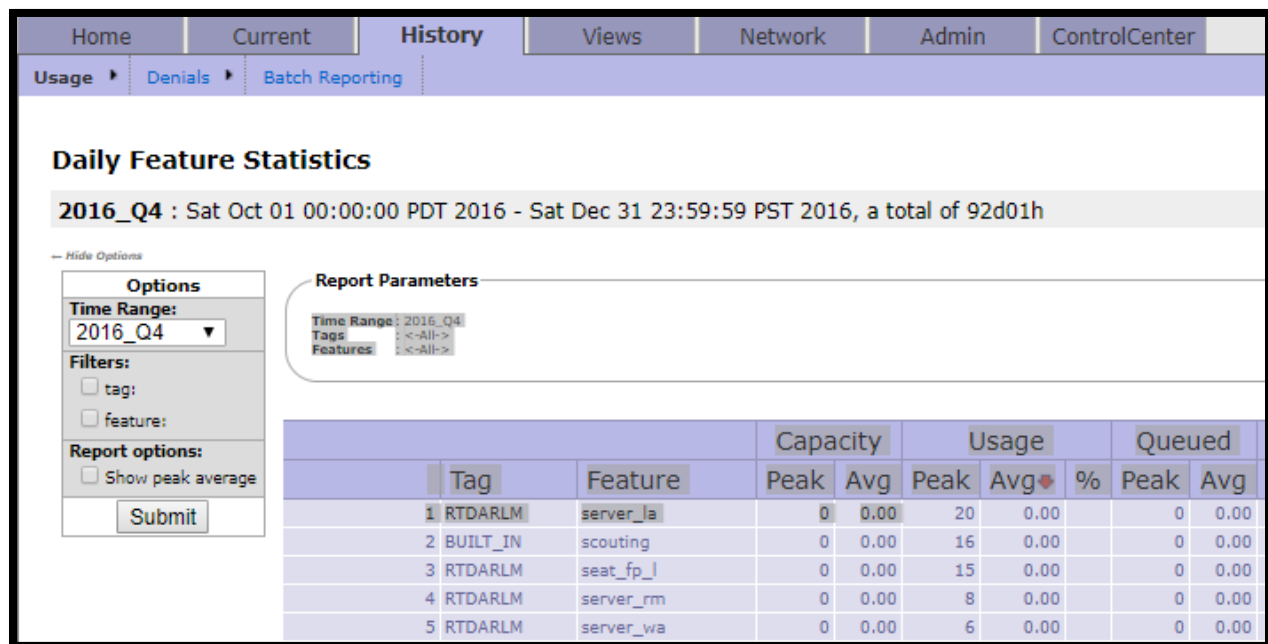 Home Current History Views Network Admin ControlCenter
Usage Denials Batch Reporting
Daily Feature Statistics
2016_Q4 : Sat Oct 01 00:00:00 PDT 2016 - Sat Dec 31 23:59:59 PST 2016, a total of 92d01h
Hide Options
Options
Time Range:
2016_Q4
Filters:
tag:
feature:
Report options:
Show peak average
Submit
Report Parameters
Time Range : 2016_Q4
Tags : <-All->
Features : <-All->
Capacity Usage Queued
Tag Feature Peak Avg Peak Avg % Peak Avg
1 RTDARLM server_la 0 0.00 20 0.00 0 0.00
2 BUILT_IN scouting 0 0.00 16 0.00 0 0.00
3 RTDARLM seat_fp_l 0 0.00 15 0.00 0 0.00
4 RTDARLM server_rm 0 0.00 8 0.00 0 0.00
5 RTDARLM server_wa 0 0.00 6 0.00 0 0.00